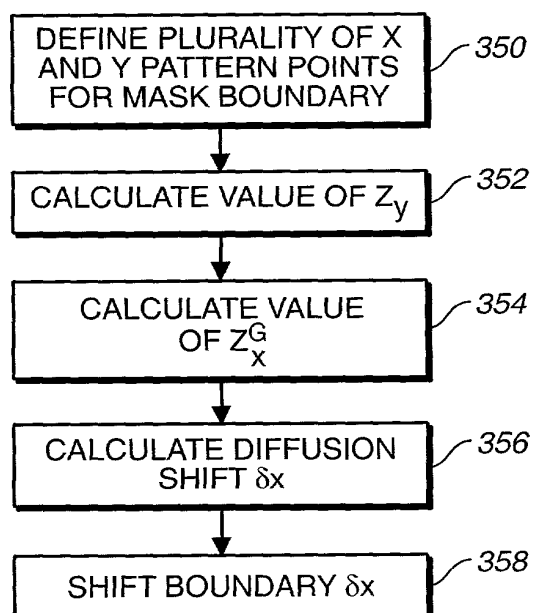 DEFINE PLURALITY OF X
AND Y PATTERN POINTS
FOR MASK BOUNDARY
350
CALCULATE VALUE OF Zy
352
CALCULATE VALUE
OF ZxG
354
CALCULATE DIFFUSION
SHIFT δx
356
SHIFT BOUNDARY δx
358